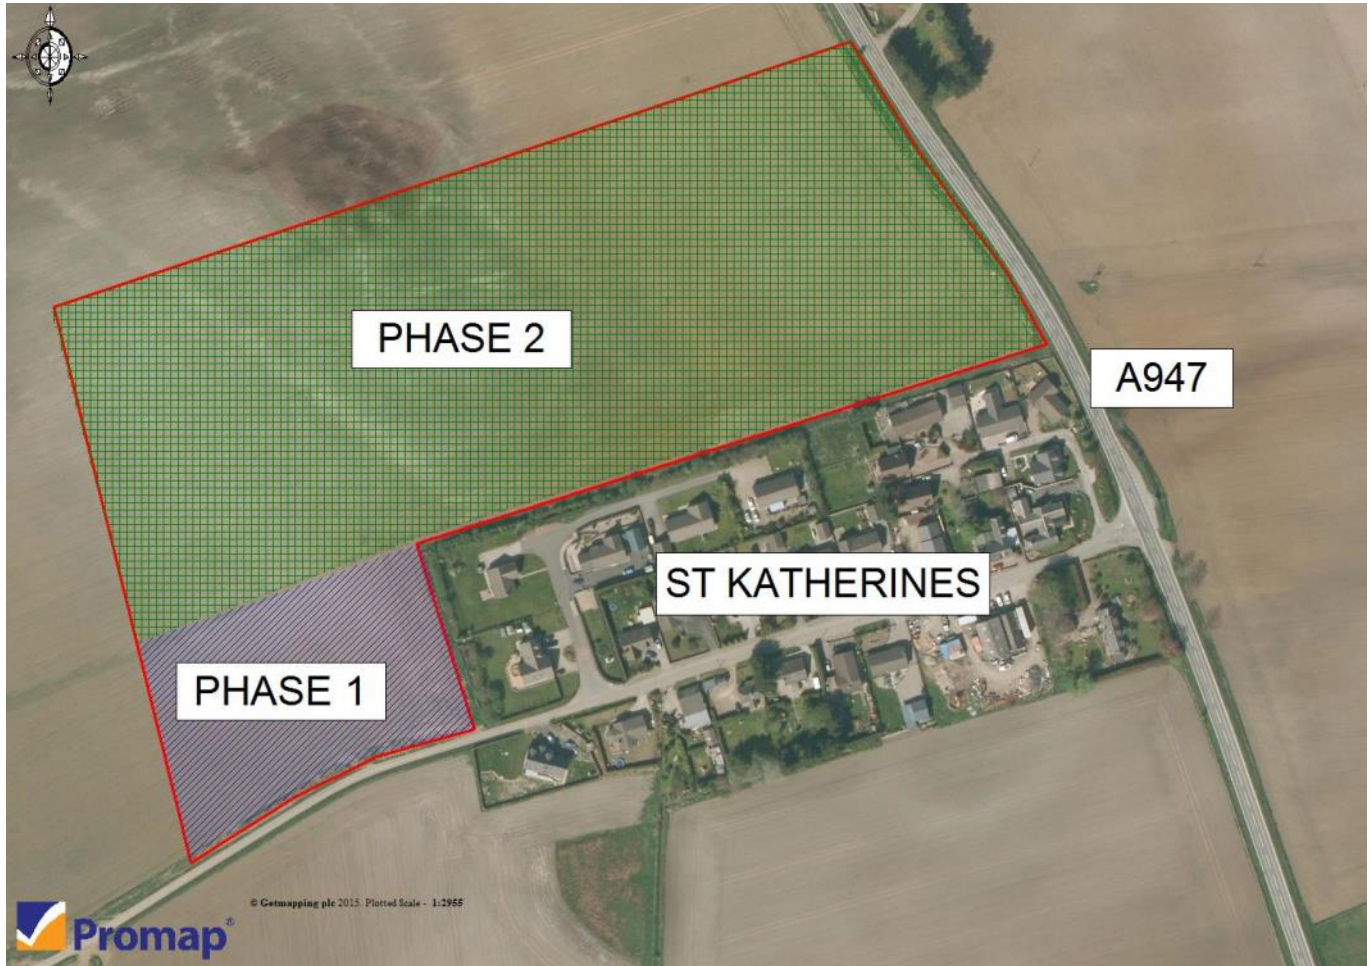 PHASE 2
A947
ST KATHERINES
PHASE 1
© Getmapping plc 2015. Plotted Scale - 1:2955
Promap®